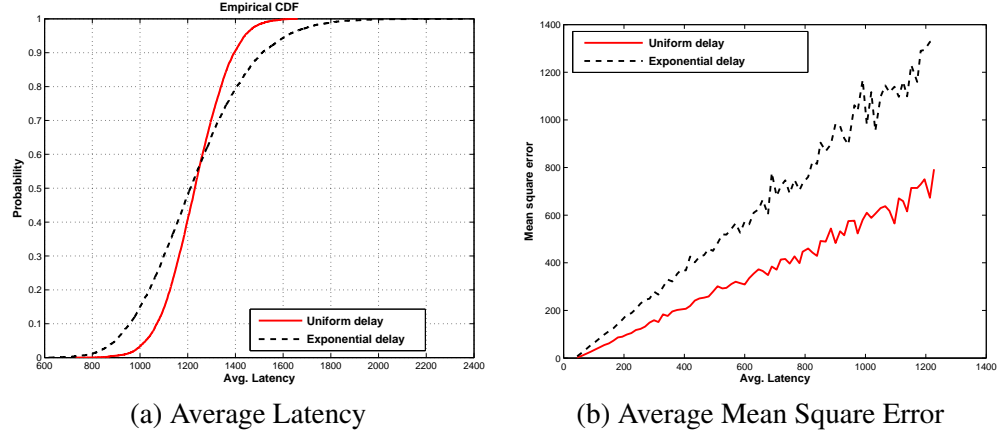 Empirical CDF
1
0.9
0.8
0.7
0.6
0.5
0.4
0.3
0.2
0.1
0
Probability
Uniform delay
Exponential delay
600 800 1000 1200 1400 1600 1800 2000 2200 2400
Avg. Latency
(a) Average Latency
1400
1200
1000
800
600
400
200
0
Mean square error
Uniform delay
Exponential delay
0 200 400 600 800 1000 1200 1400
Avg. Latency
(b) Average Mean Square Error